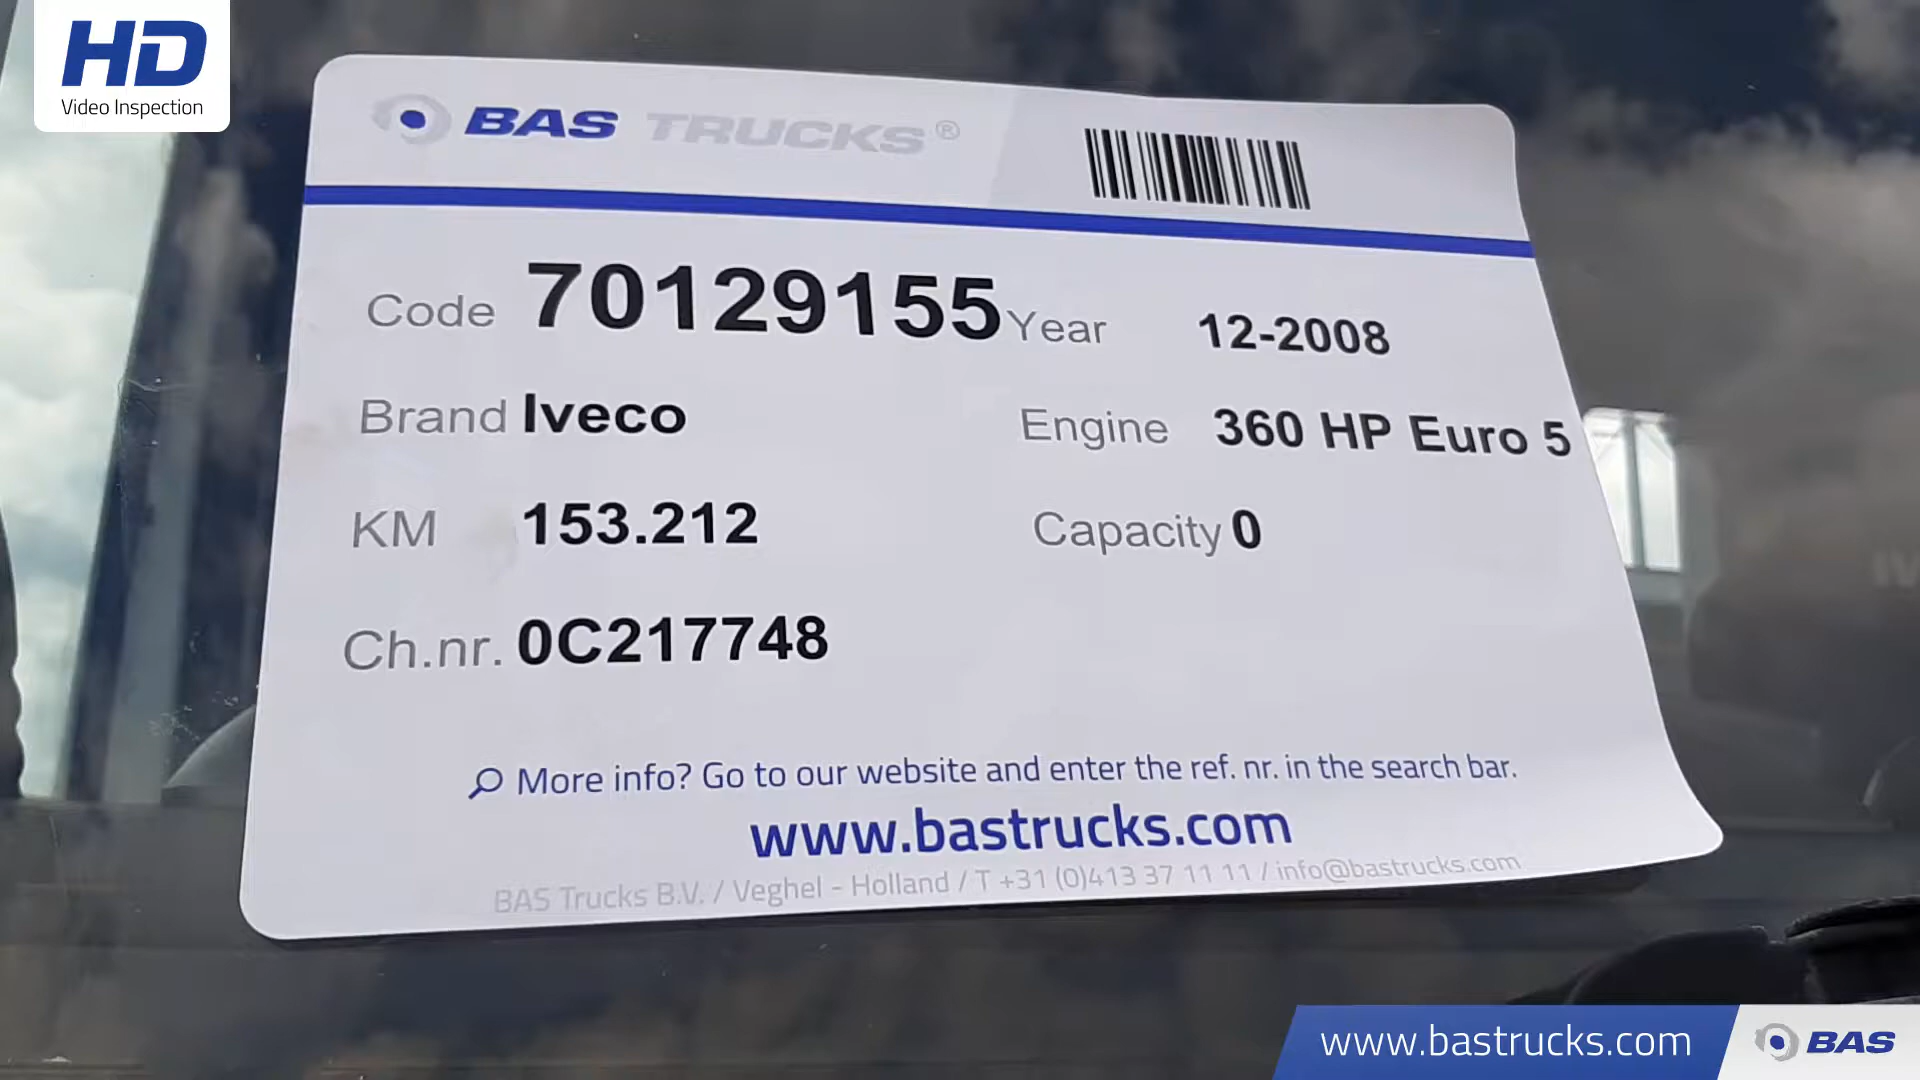 HD
Video Inspection
BAS TRUCKS®
Code 70129155 Year 12-2008
Brand Iveco Engine 360 HP Euro 5
KM 153.212 Capacity 0
Ch.nr. 0C217748
More info? Go to our website and enter the ref. nr. in the search bar.
www.bastrucks.com
BAS Trucks B.V. / Veghel - Holland / T +31 (0)413 37 11 11 / info@bastrucks.com
www.bastrucks.com BAS